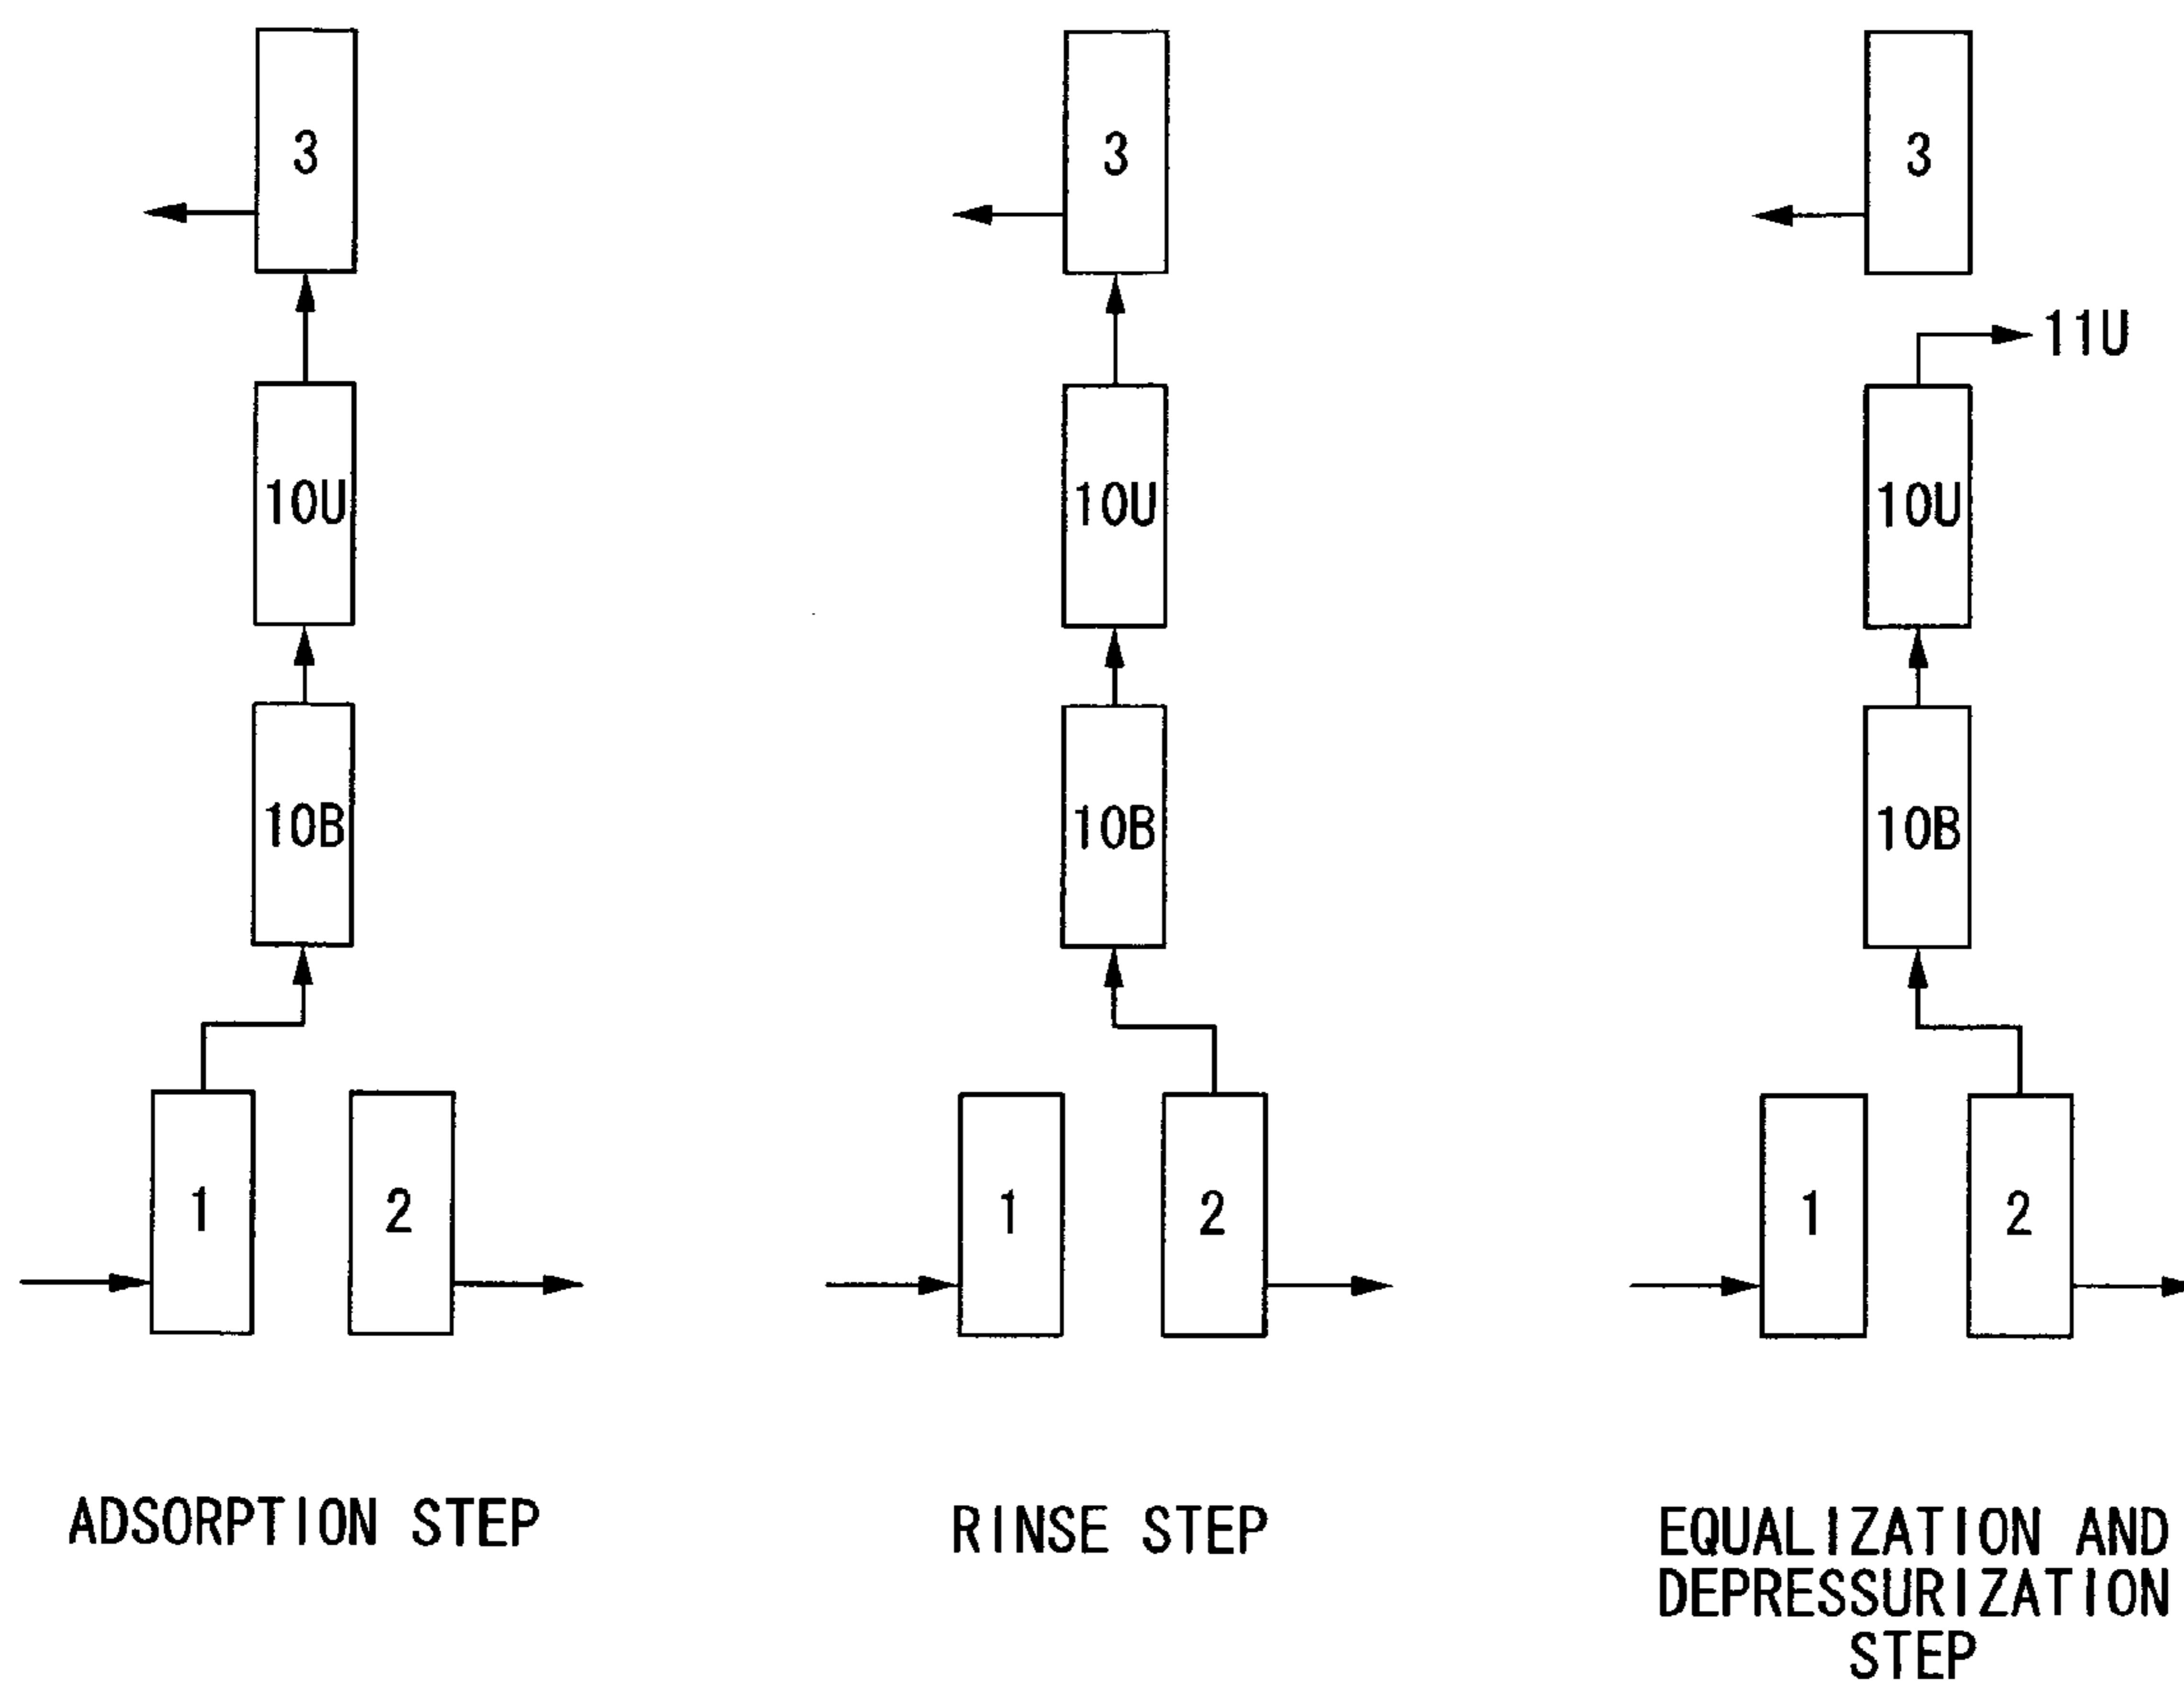 3
10U
10B
1 2
ADSORPTION STEP
3
10U
10B
1 2
RINSE STEP
3
11U
10U
10B
1 2
EQUALIZATION AND
DEPRESSURIZATION
STEP